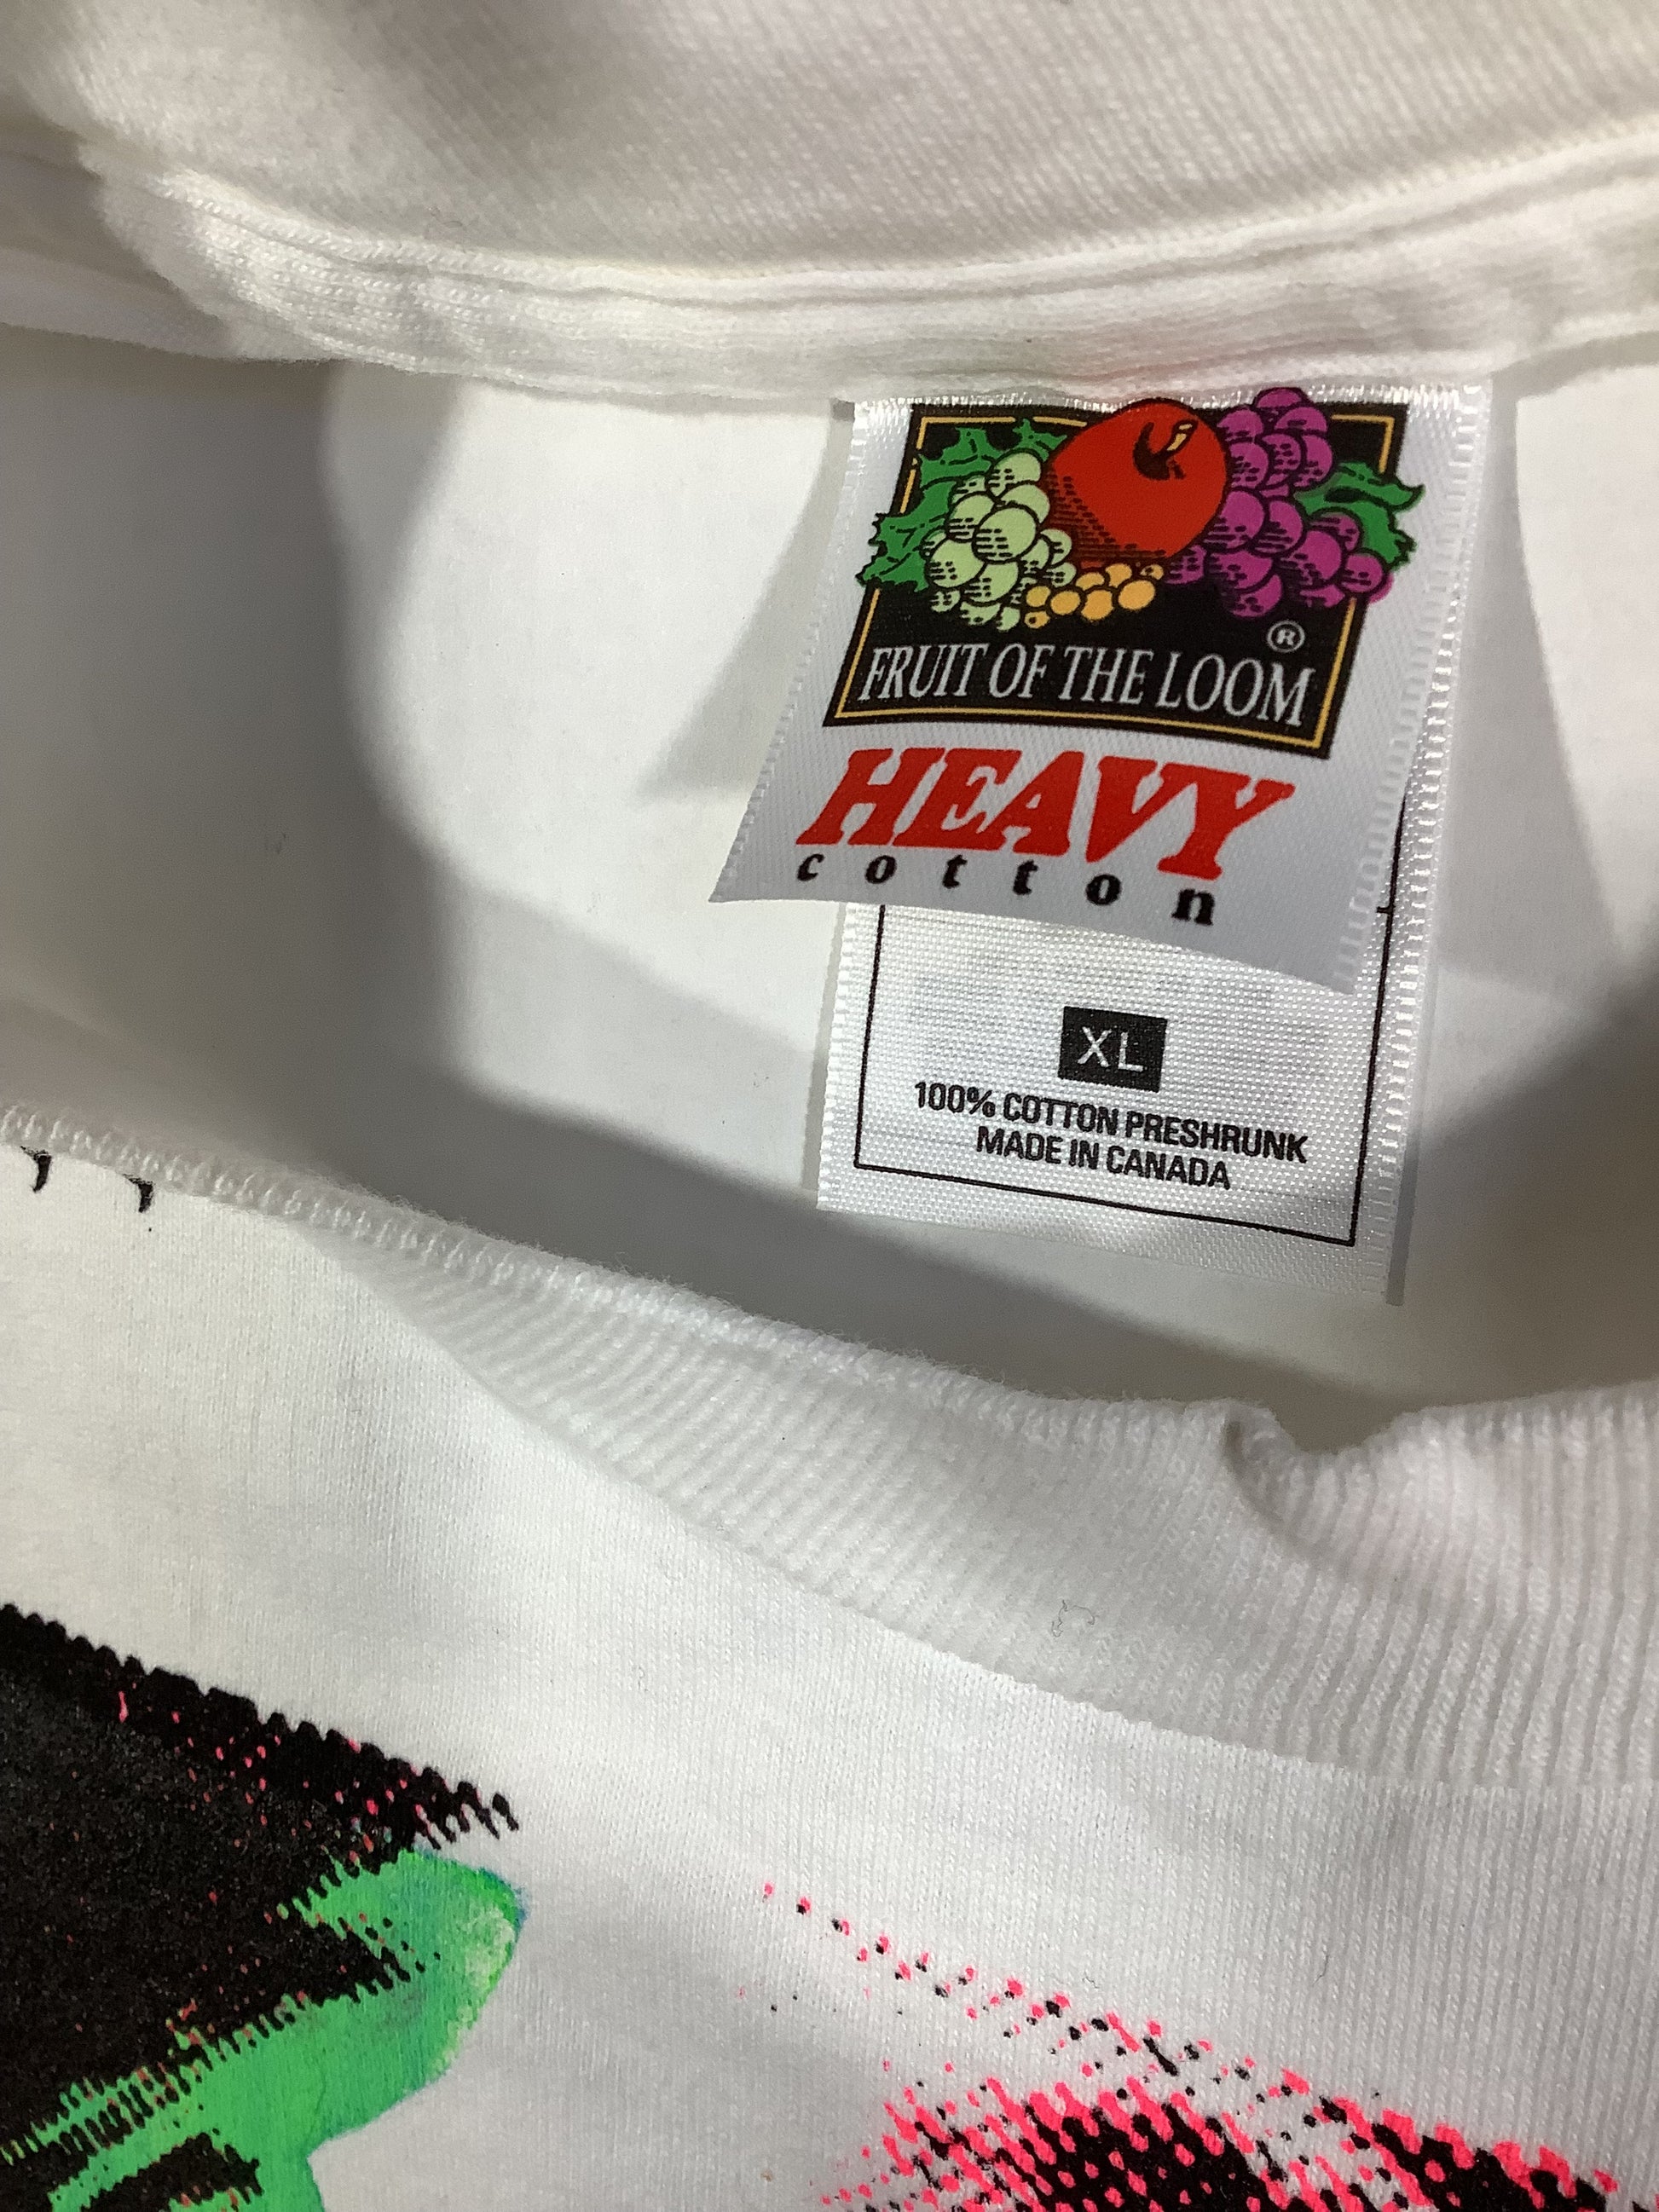 ®
FRUIT OF THE LOOM
HEAVY
cotton
XL
100% COTTON PRESHRUNK
MADE IN CANADA